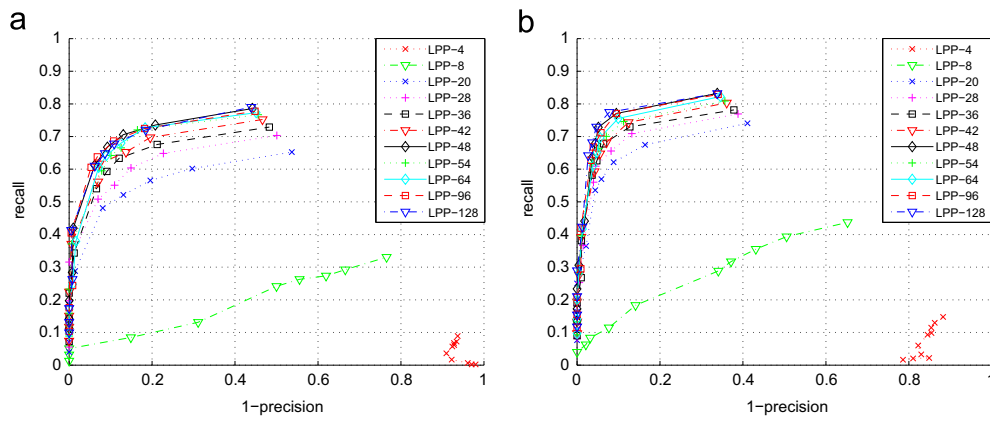 a
1
0.9
0.8
0.7
0.6
0.5
0.4
0.3
0.2
0.1
0
recall
0 0.2 0.4 0.6 0.8 1
1−precision
LPP−4
LPP−8
LPP−20
LPP−28
LPP−36
LPP−42
LPP−48
LPP−54
LPP−64
LPP−96
LPP−128
b
1
0.9
0.8
0.7
0.6
0.5
0.4
0.3
0.2
0.1
0
recall
0 0.2 0.4 0.6 0.8 1
1−precision
LPP−4
LPP−8
LPP−20
LPP−28
LPP−36
LPP−42
LPP−48
LPP−54
LPP−64
LPP−96
LPP−128